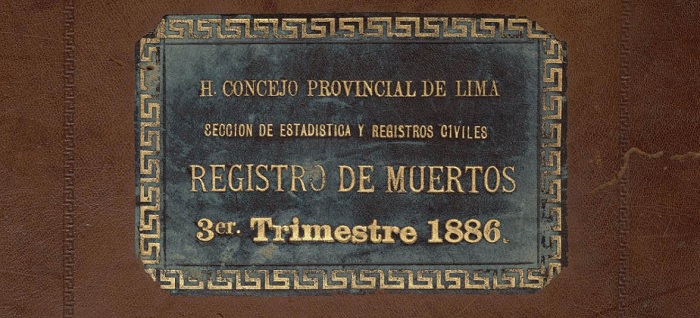 H. CONCEJO PROVINCIAL DE LIMA
SECCION DE ESTADISTICA Y REGISTROS CIVILES
REGISTRO DE MUERTOS
3er. Trimestre 1886.